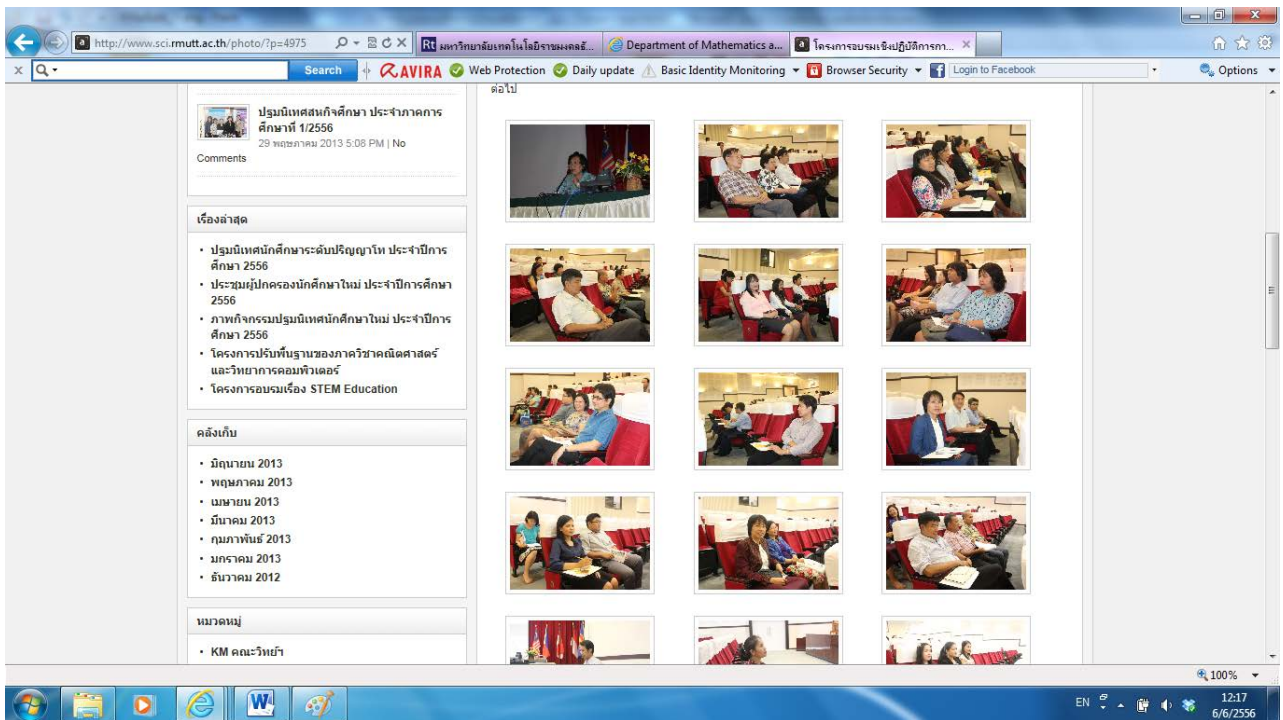 http://www.sci.rmutt.ac.th/photo/?p=4975
Rt มหาวิทยาลัยเทคโนโลยีราชมงคลธั...
Department of Mathematics a...
โครงการอบรมเชิงปฏิบัติการกา...
Search
AVIRA
Web Protection
Daily update
Basic Identity Monitoring
Browser Security
Login to Facebook
Options
ปฐมนิเทศสหกิจศึกษา ประจำภาคการ
ศึกษาที่ 1/2556
29 พฤษภาคม 2013 5:08 PM | No
Comments
เรื่องล่าสุด
• ปฐมนิเทศนักศึกษาระดับปริญญาโท ประจำปีการ
ศึกษา 2556
• ประชุมผู้ปกครองนักศึกษาใหม่ ประจำปีการศึกษา
2556
• ภาพกิจกรรมปฐมนิเทศนักศึกษาใหม่ ประจำปีการ
ศึกษา 2556
• โครงการปรับพื้นฐานของภาควิชาคณิตศาสตร์
และวิทยาการคอมพิวเตอร์
• โครงการอบรมเรื่อง STEM Education
คลังเก็บ
• มิถุนายน 2013
• พฤษภาคม 2013
• เมษายน 2013
• มีนาคม 2013
• กุมภาพันธ์ 2013
• มกราคม 2013
• ธันวาคม 2012
หมวดหมู่
• KM คณะวิทย์ฯ
ต่อไป
100%
EN
12:17
6/6/2556